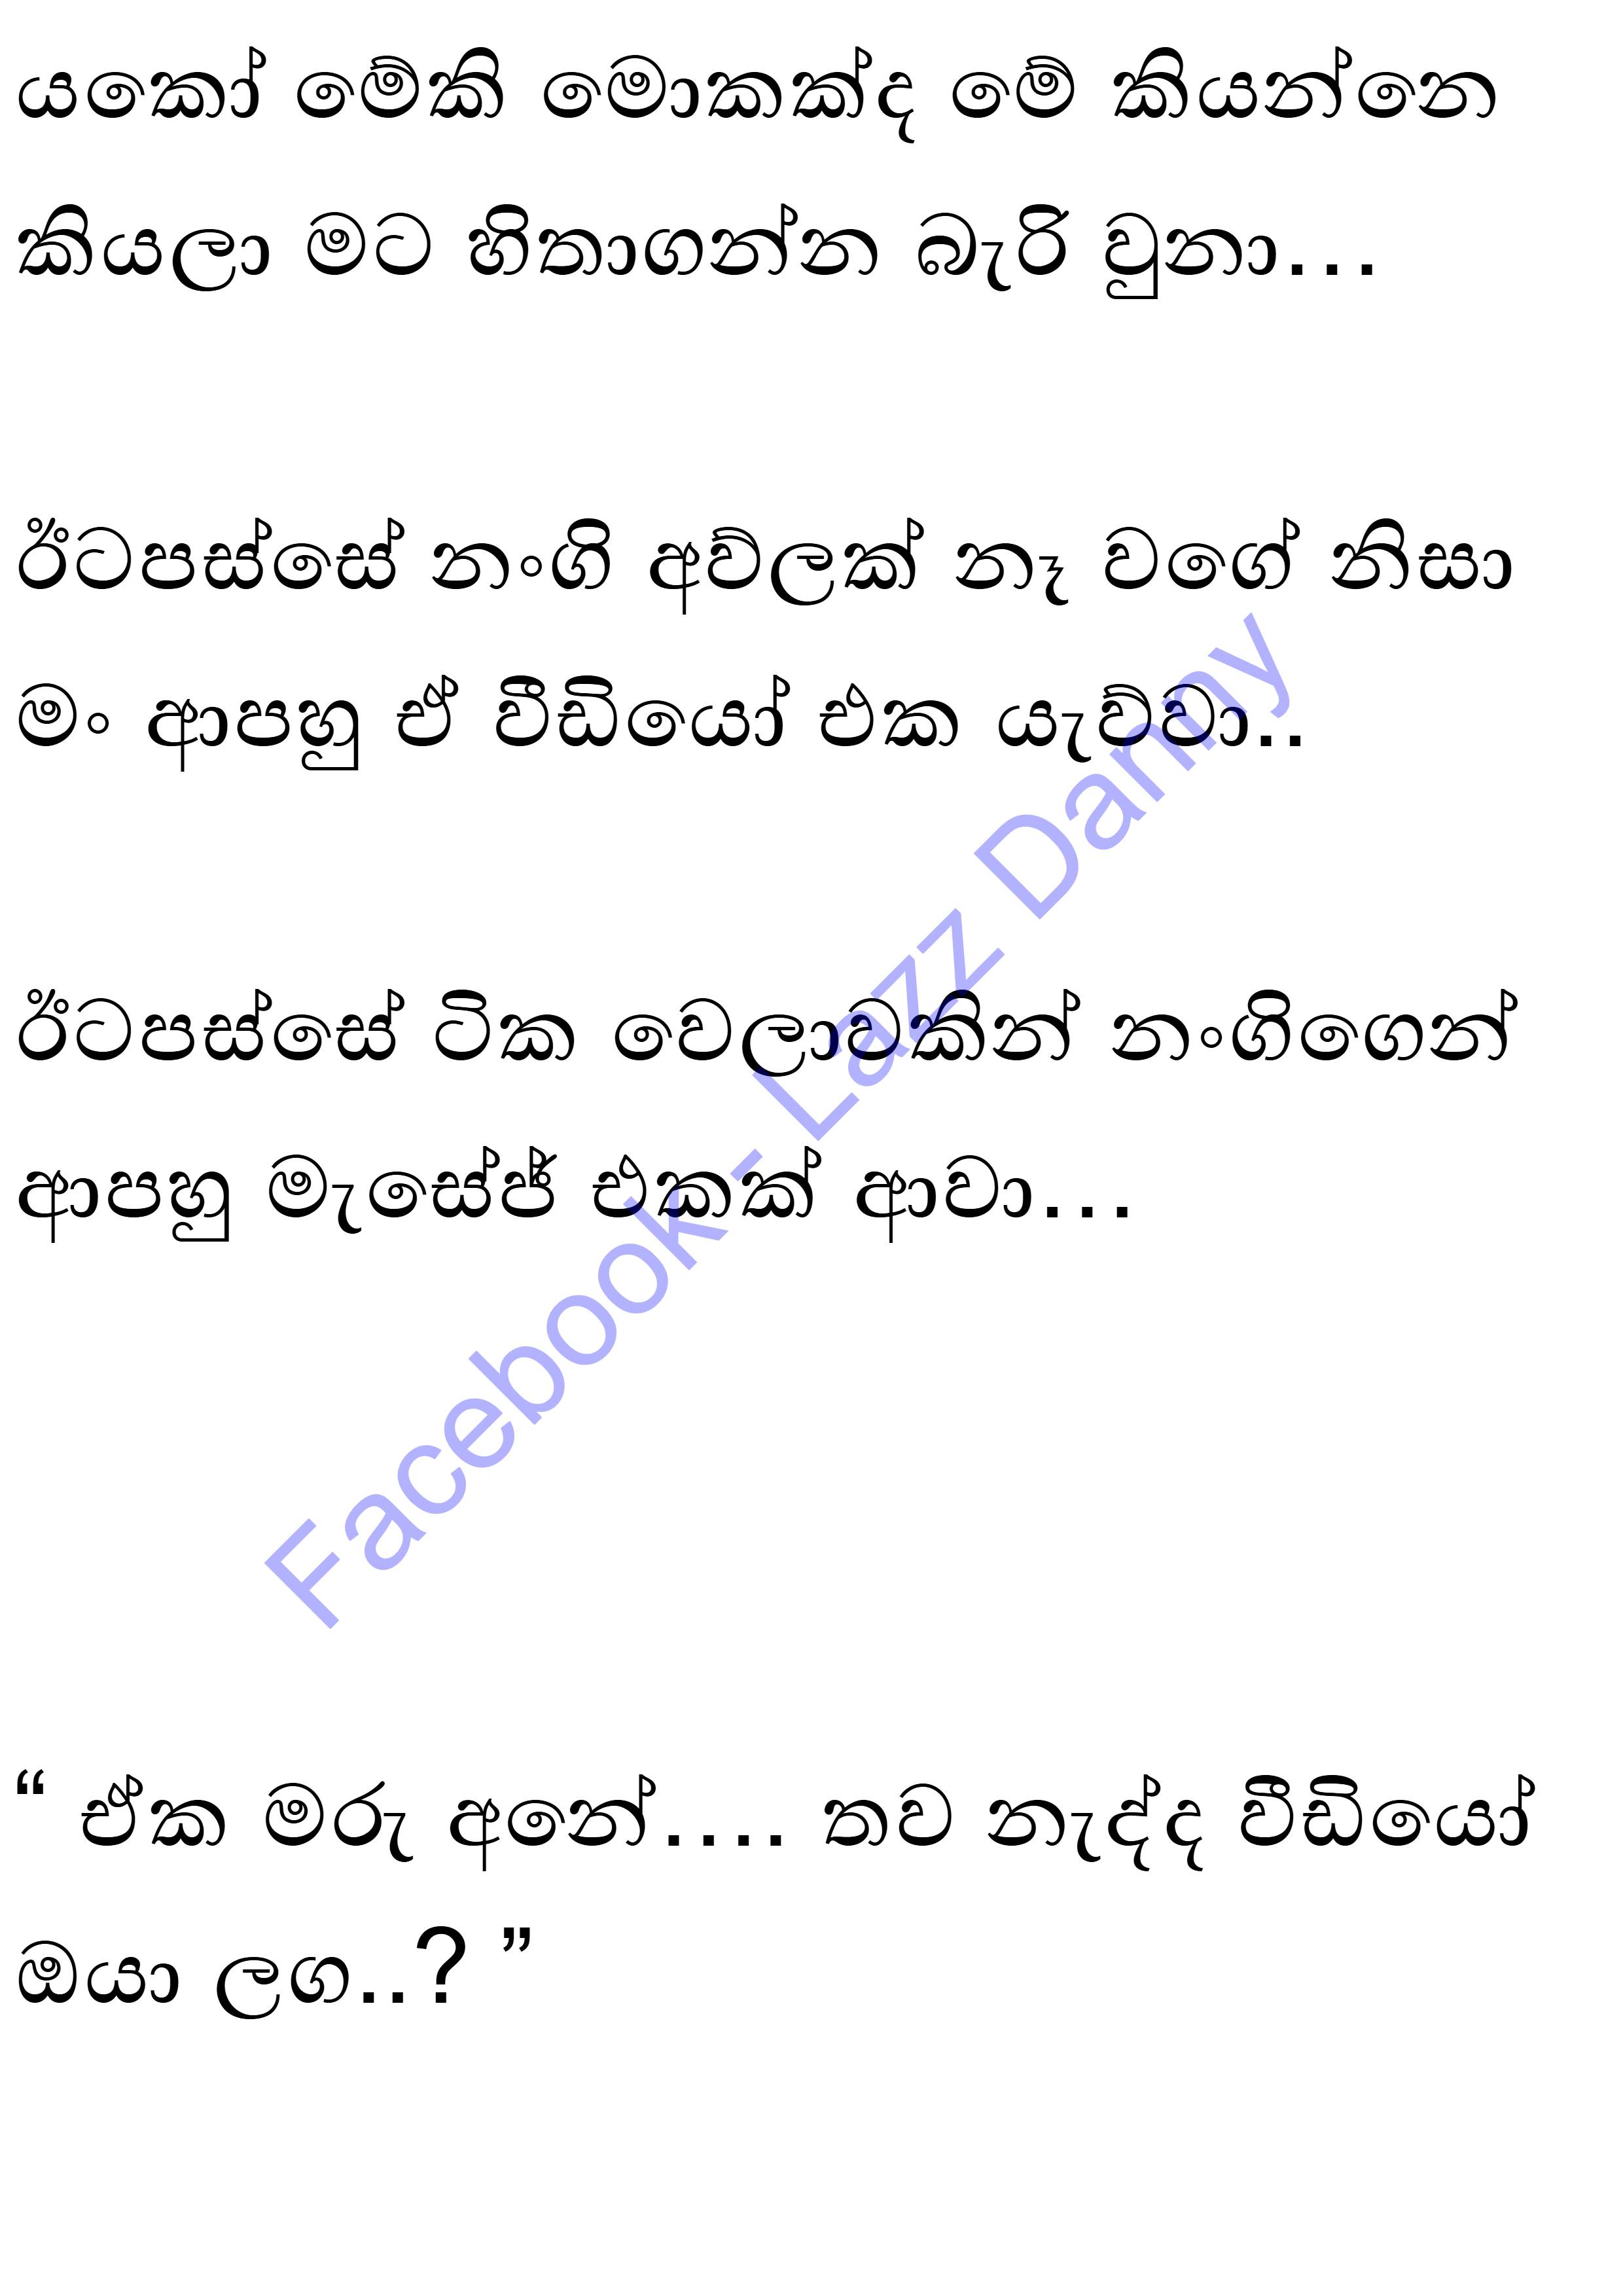 යකෝ මේකි මොකක්ද මේ කියන්නෙ
කියලා මට හිතාගන්න බැරි වුනා...
ඊටපස්සේ නංගි අව්ලක් නෑ වගේ නිසා
මං ආපහු ඒ වීඩියෝ එක යැව්වා..
ඊටපස්සේ ටික වෙලාවකින් නංගිගෙන්
ආපහු මැසේජ් එකක් ආවා...
“ ඒක මරු අනේ.... තව නැද්ද වීඩියෝ
ඔයා ලග..? ”
Facebook- Lazz Danny